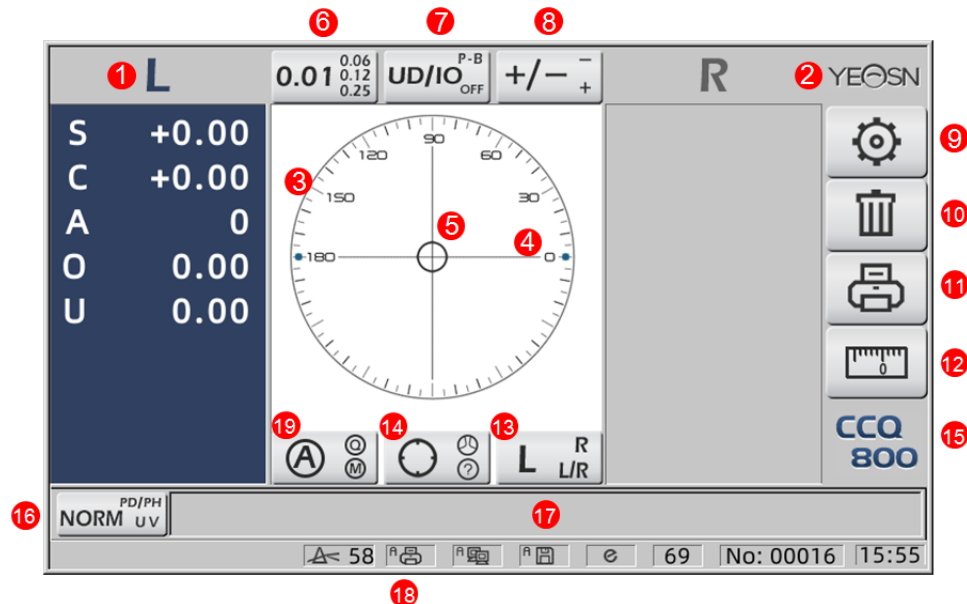 6 7 8
1 L 0.01 0.06 0.12 0.25 UD/IO P-B OFF +/− − + R 2 YEOSN
S +0.00
C +0.00
A 0
O 0.00
U 0.00
90
120 60
3 150 30
5
180 4 0
9
10
11
0
12
19 A Q M 14 ? 13 L R L/R
CCQ 800 15
16 NORM PD/PH UV 17
58 A A A e 69 No: 00016 15:55
18